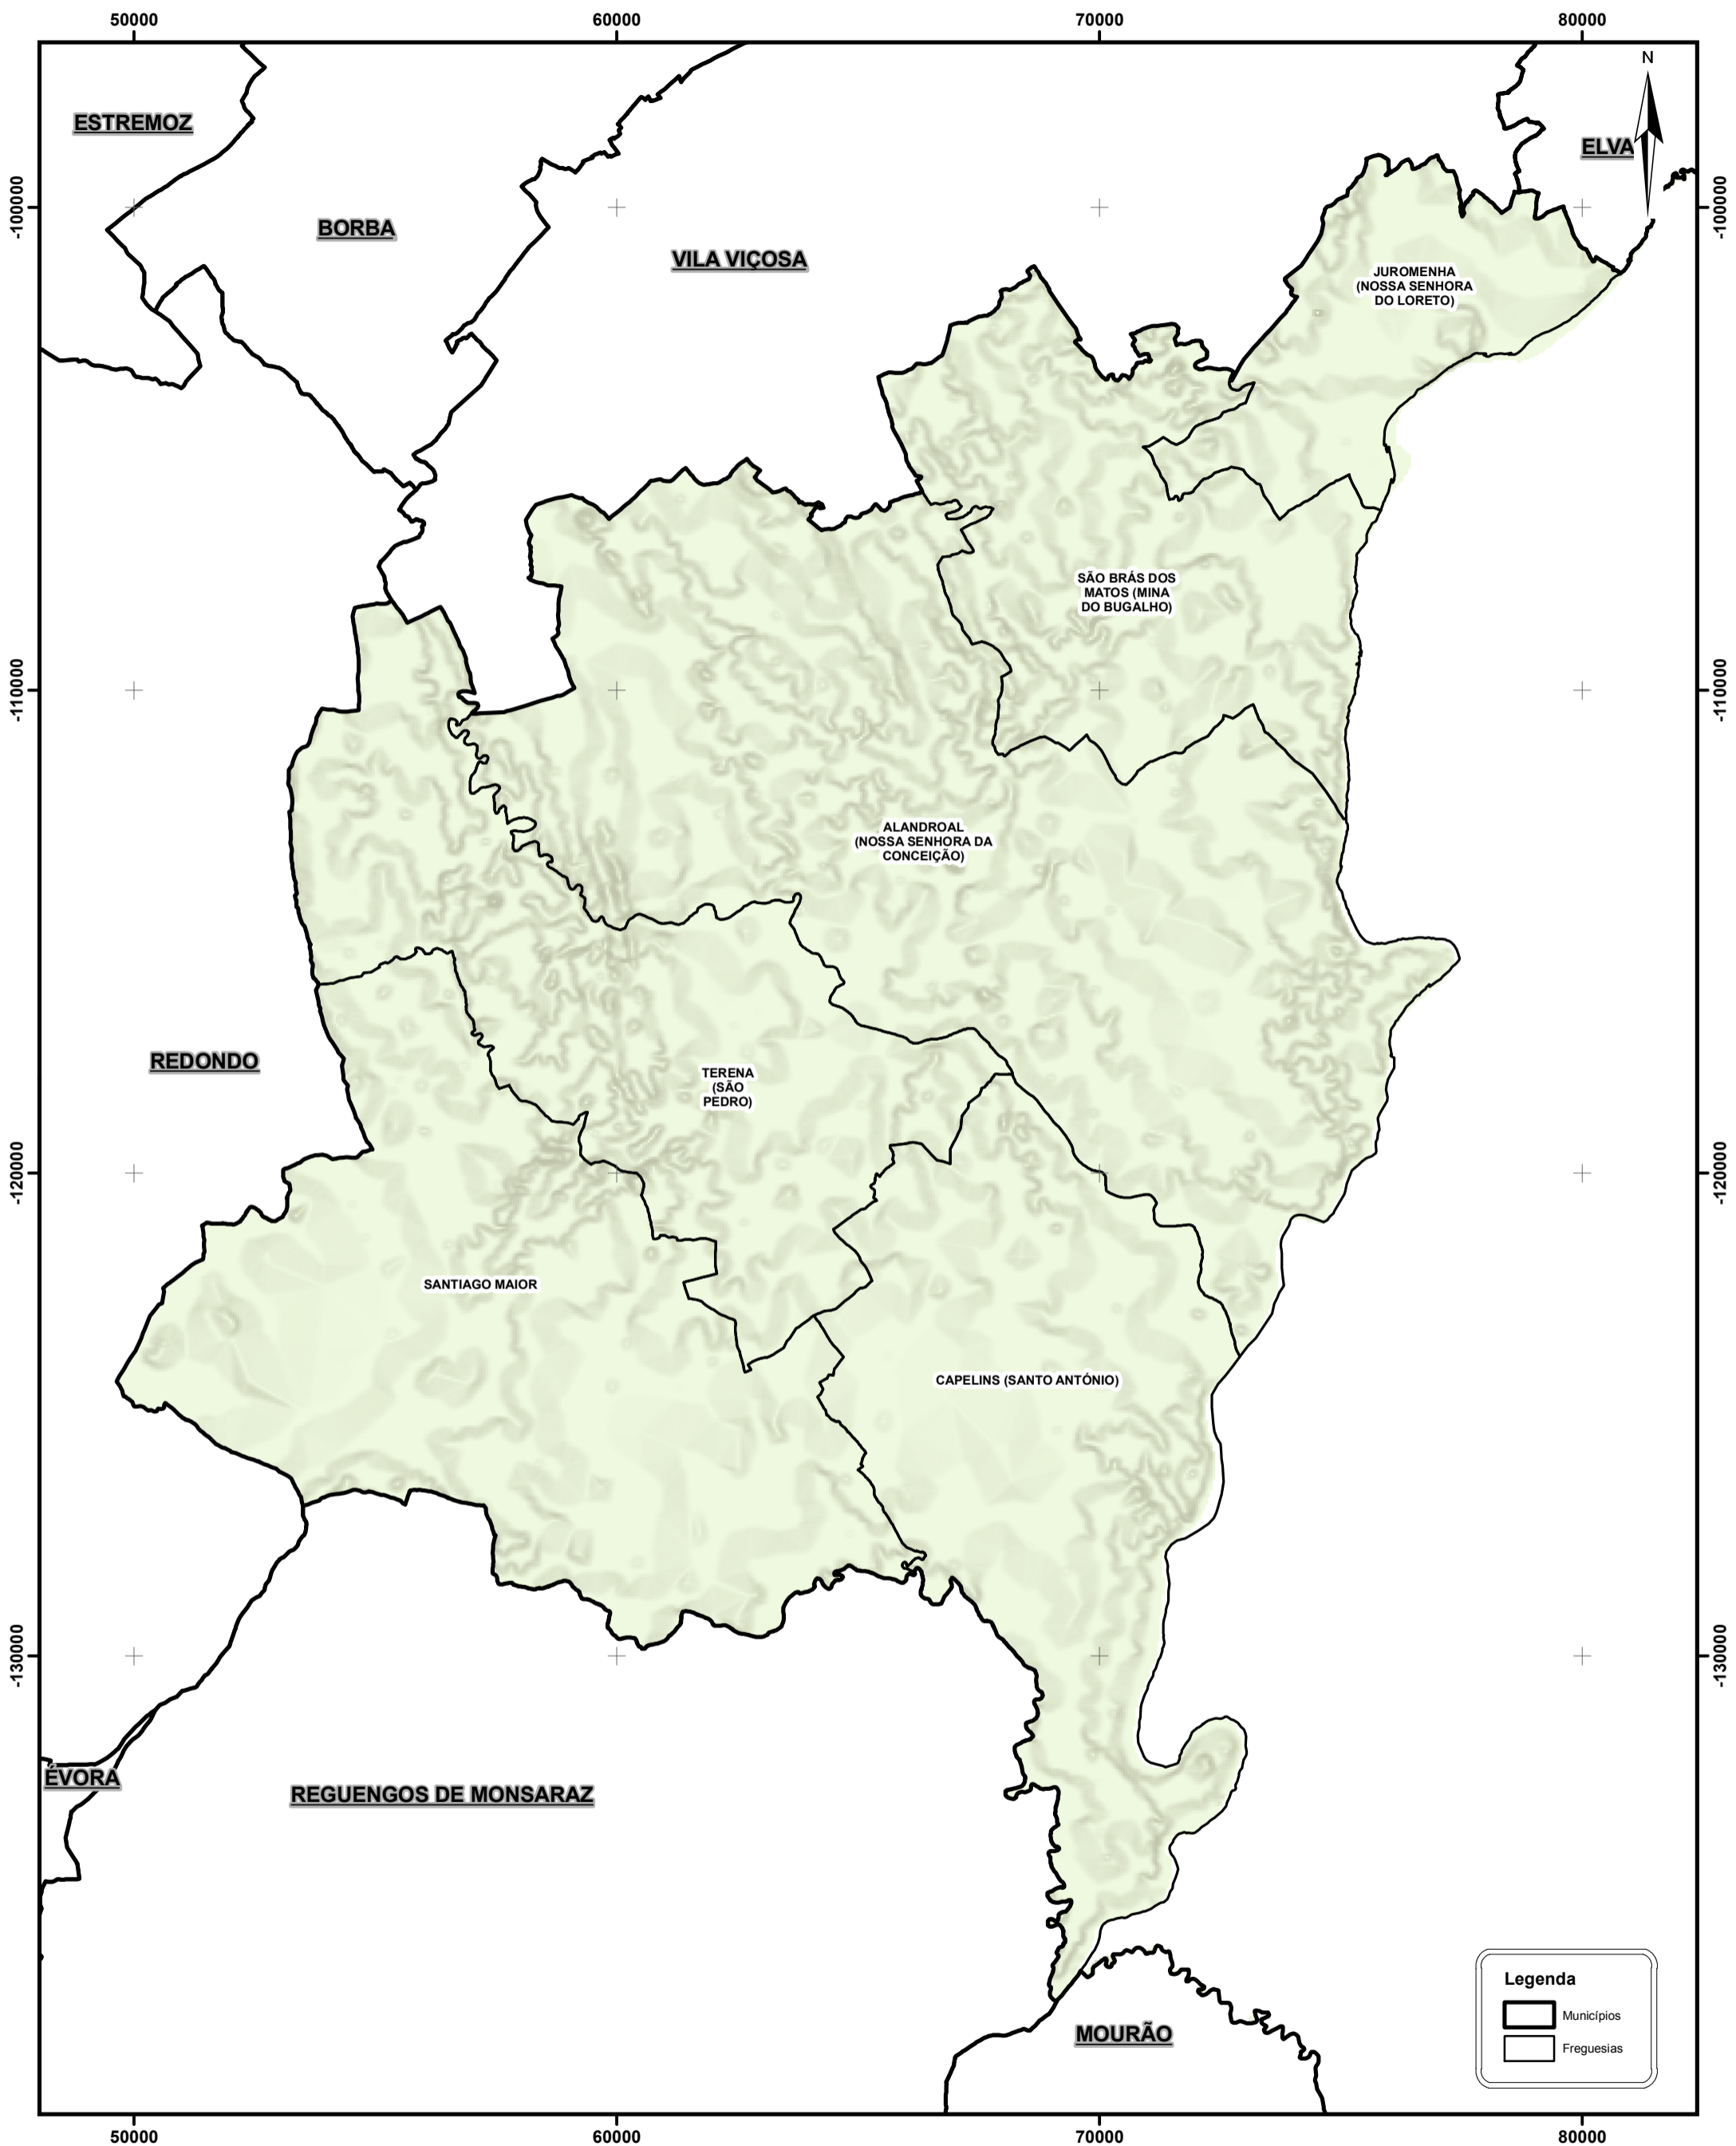 50000
60000
70000
80000
N
ESTREMOZ
ELVA
-100000
-100000
BORBA
VILA VIÇOSA
JUROMENHA
(NOSSA SENHORA
DO LORETO)
SÃO BRÁS DOS
MATOS (MINA
DO BUGALHO)
-110000
-110000
ALANDROAL
(NOSSA SENHORA DA
CONCEIÇÃO)
REDONDO
TERENA
(SÃO
PEDRO)
-120000
-120000
SANTIAGO MAIOR
CAPELINS (SANTO ANTÓNIO)
-130000
-130000
ÉVORA
REGUENGOS DE MONSARAZ
MOURÃO
Legenda
Municípios
Freguesias
50000
60000
70000
80000